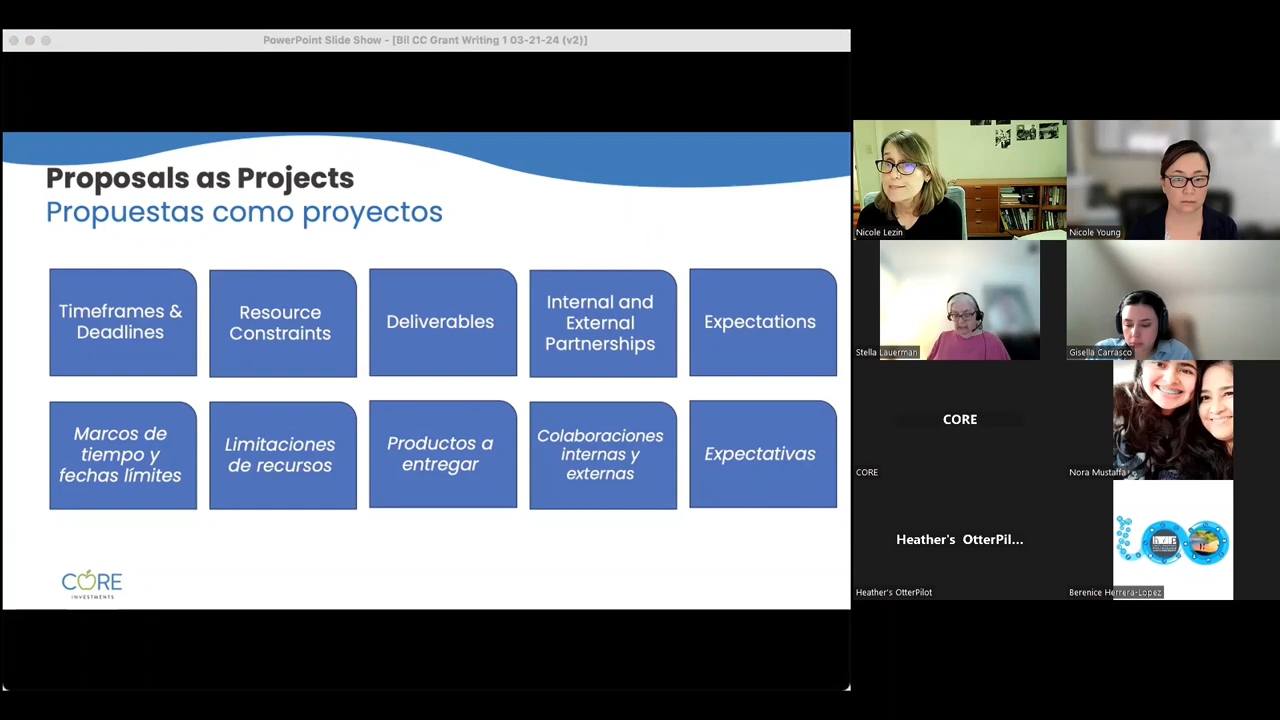 PowerPoint Slide Show - [Bil CC Grant Writing 1 03-21-24 (v2)]
Proposals as Projects
Propuestas como proyectos
Timeframes &
Deadlines
Resource
Constraints
Deliverables
Internal and
External
Partnerships
Expectations
Marcos de
tiempo y
fechas límites
Limitaciones
de recursos
Productos a
entregar
Colaboraciones
internas y
externas
Expectativas
CORE
INVESTMENTS
Nicole Lezin
Nicole Young
Stella Lauerman
Gisella Carrasco
CORE
CORE
Nora Mustaffa
Heather's OtterPil...
Heather's OtterPilot
Berenice Herrera-Lopez